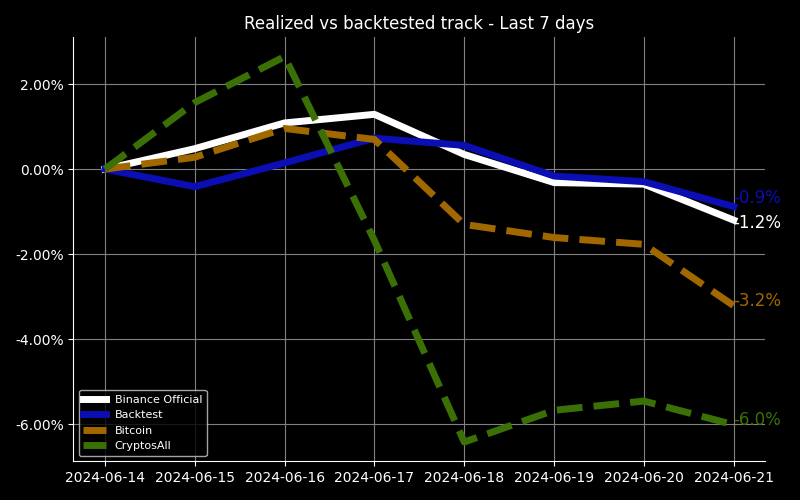 Realized vs backtested track - Last 7 days
2.00%
0.00%
-2.00%
-4.00%
-6.00%
-0.9%
-1.2%
-3.2%
-6.0%
Binance Official
Backtest
Bitcoin
CryptosAll
2024-06-14 2024-06-15 2024-06-16 2024-06-17 2024-06-18 2024-06-19 2024-06-20 2024-06-21